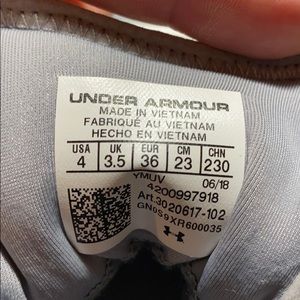 UNDER ARMOUR
MADE IN VIETNAM
FABRIQUÉ AU VIETNAM
HECHO EN VIETNAM
USA UK EUR CM CHN
4 3.5 36 23 230
YMUV 06/18
4200997918
Art.3020617-102
GN9S9XR600035